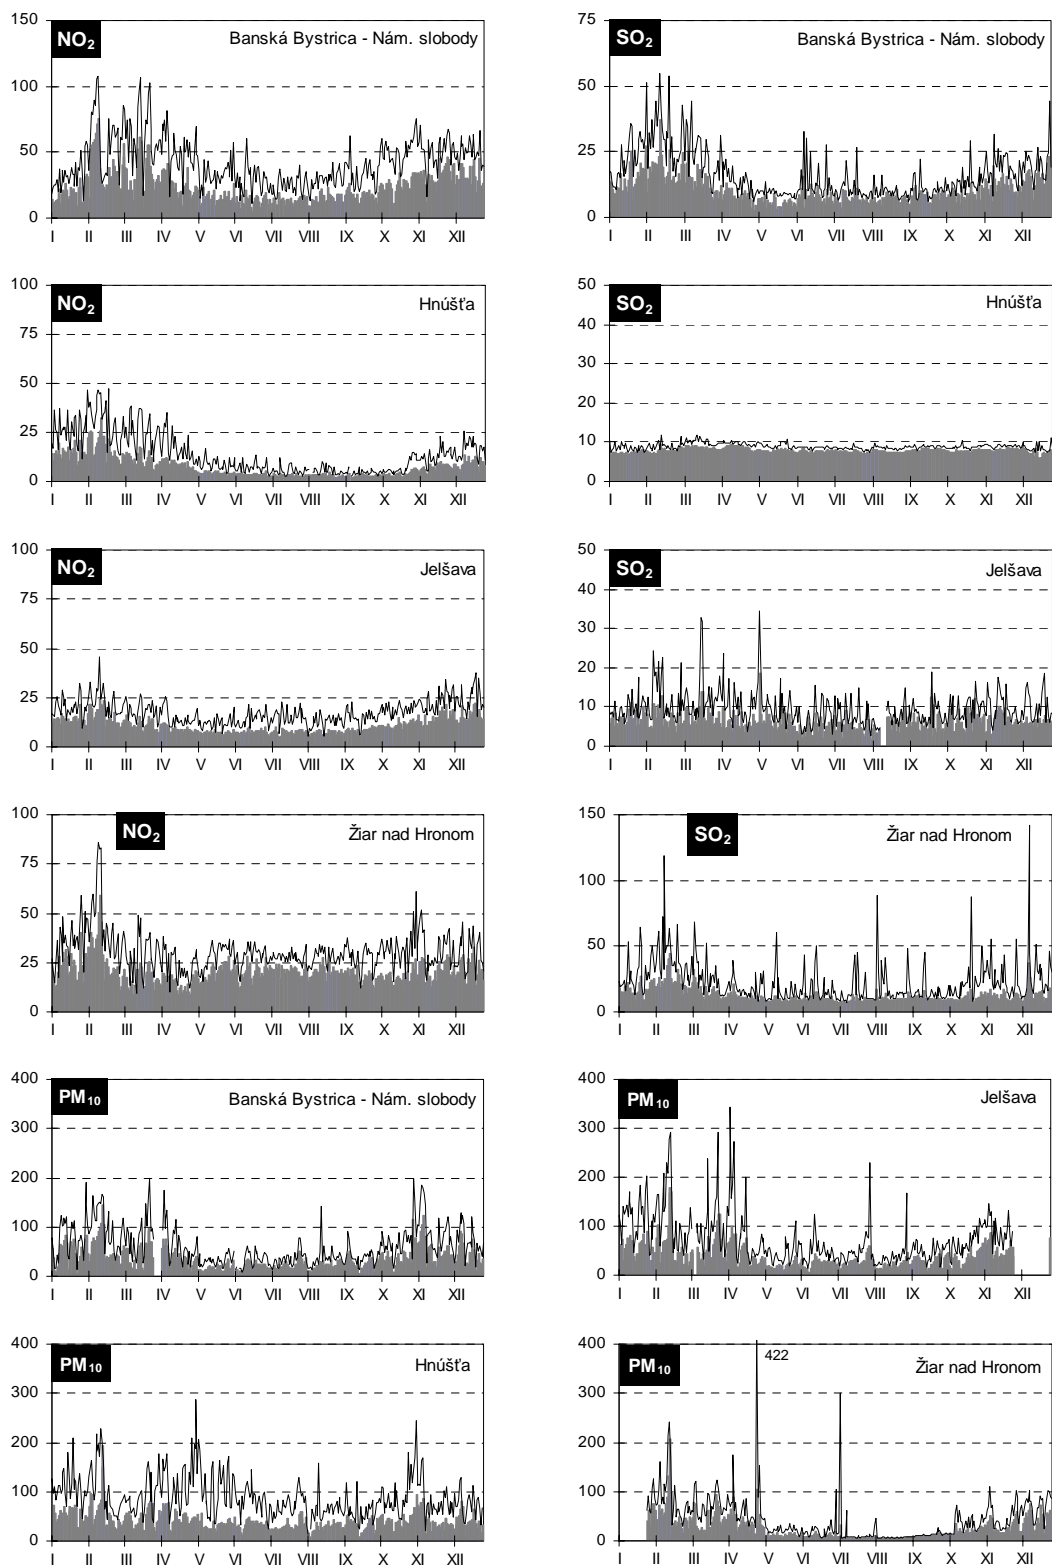 150
100
50
0
NO2
Banská Bystrica - Nám. slobody
I II III IV V VI VII VIII IX X XI XII
75
50
25
0
SO2
Banská Bystrica - Nám. slobody
I II III IV V VI VII VIII IX X XI XII
100
75
50
25
0
NO2
Hnúšťa
I II III IV V VI VII VIII IX X XI XII
50
40
30
20
10
0
SO2
Hnúšťa
I II III IV V VI VII VIII IX X XI XII
100
75
50
25
0
NO2
Jelšava
I II III IV V VI VII VIII IX X XI XII
50
40
30
20
10
0
SO2
Jelšava
I II III IV V VI VII VIII IX X XI XII
100
75
50
25
0
NO2
Žiar nad Hronom
I II III IV V VI VII VIII IX X XI XII
150
100
50
0
SO2
Žiar nad Hronom
I II III IV V VI VII VIII IX X XI XII
400
300
200
100
0
PM10
Banská Bystrica - Nám. slobody
I II III IV V VI VII VIII IX X XI XII
400
300
200
100
0
PM10
Jelšava
I II III IV V VI VII VIII IX X XI XII
400
300
200
100
0
PM10
Hnúšťa
I II III IV V VI VII VIII IX X XI XII
400
300
200
100
0
PM10
422
Žiar nad Hronom
I II III IV V VI VII VIII IX X XI XII